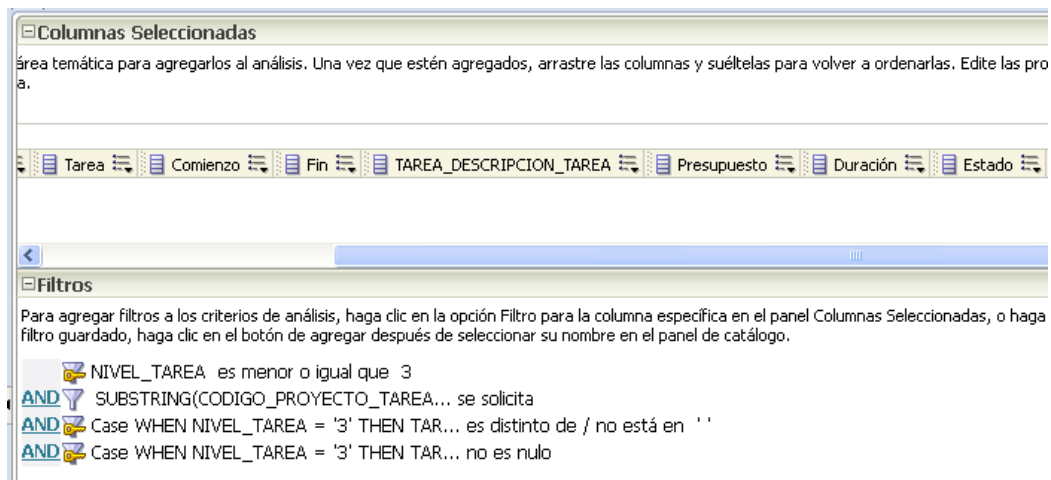 Columnas Seleccionadas
área temática para agregarlos al análisis. Una vez que estén agregados, arrastre las columnas y suéltelas para volver a ordenarlas. Edite las pro
a.
Tarea Comienzo Fin TAREA_DESCRIPCION_TAREA Presupuesto Duración Estado
Filtros
Para agregar filtros a los criterios de análisis, haga clic en la opción Filtro para la columna específica en el panel Columnas Seleccionadas, o haga
filtro guardado, haga clic en el botón de agregar después de seleccionar su nombre en el panel de catálogo.
NIVEL_TAREA es menor o igual que 3
AND SUBSTRING(CODIGO_PROYECTO_TAREA... se solicita
AND Case WHEN NIVEL_TAREA = '3' THEN TAR... es distinto de / no está en ' '
AND Case WHEN NIVEL_TAREA = '3' THEN TAR... no es nulo